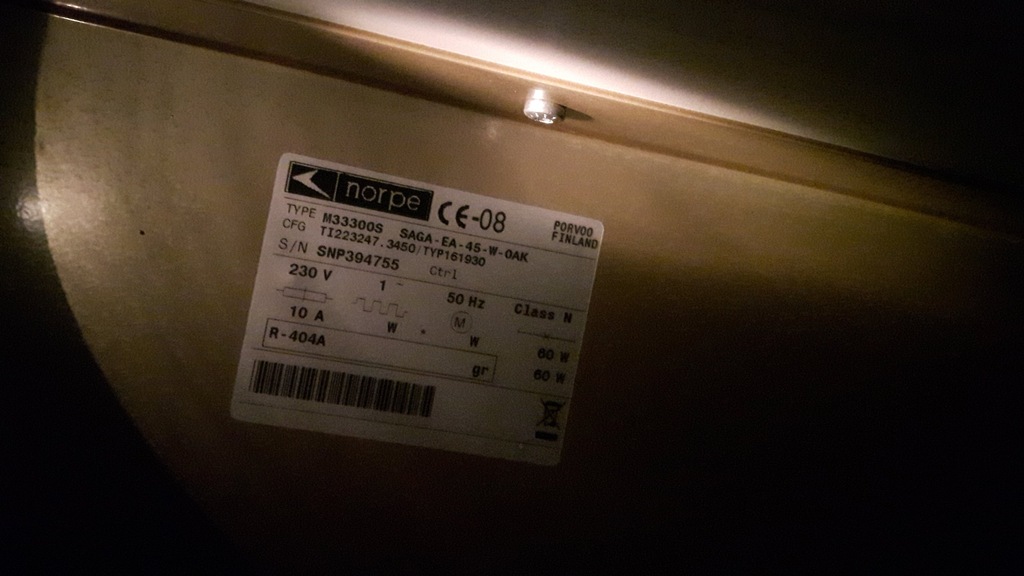 norpe CE-08 PORVOO FINLAND
TYPE M33300S SAGA-EA-45-W-OAK
CFG TI223247.3450/TYP161930
S/N SNP394755 Ctrl
230 V 1~ 50 Hz Class N
10 A W M W 60 W
R-404A gr 60 W